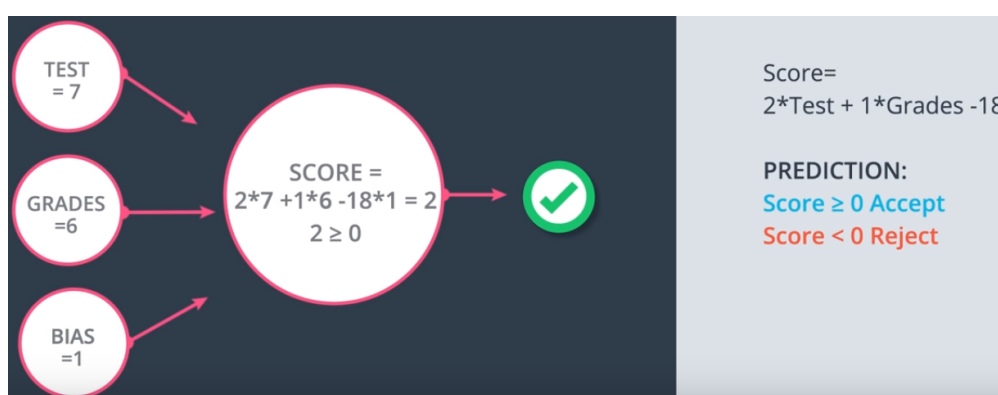 TEST
= 7
GRADES
=6
BIAS
=1
SCORE =
2*7 +1*6 -18*1 = 2
2 ≥ 0
Score=
2*Test + 1*Grades -18
PREDICTION:
Score ≥ 0 Accept
Score < 0 Reject